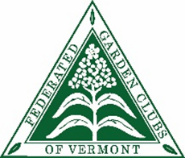 FEDERATED
GARDEN CLUBS
OF VERMONT